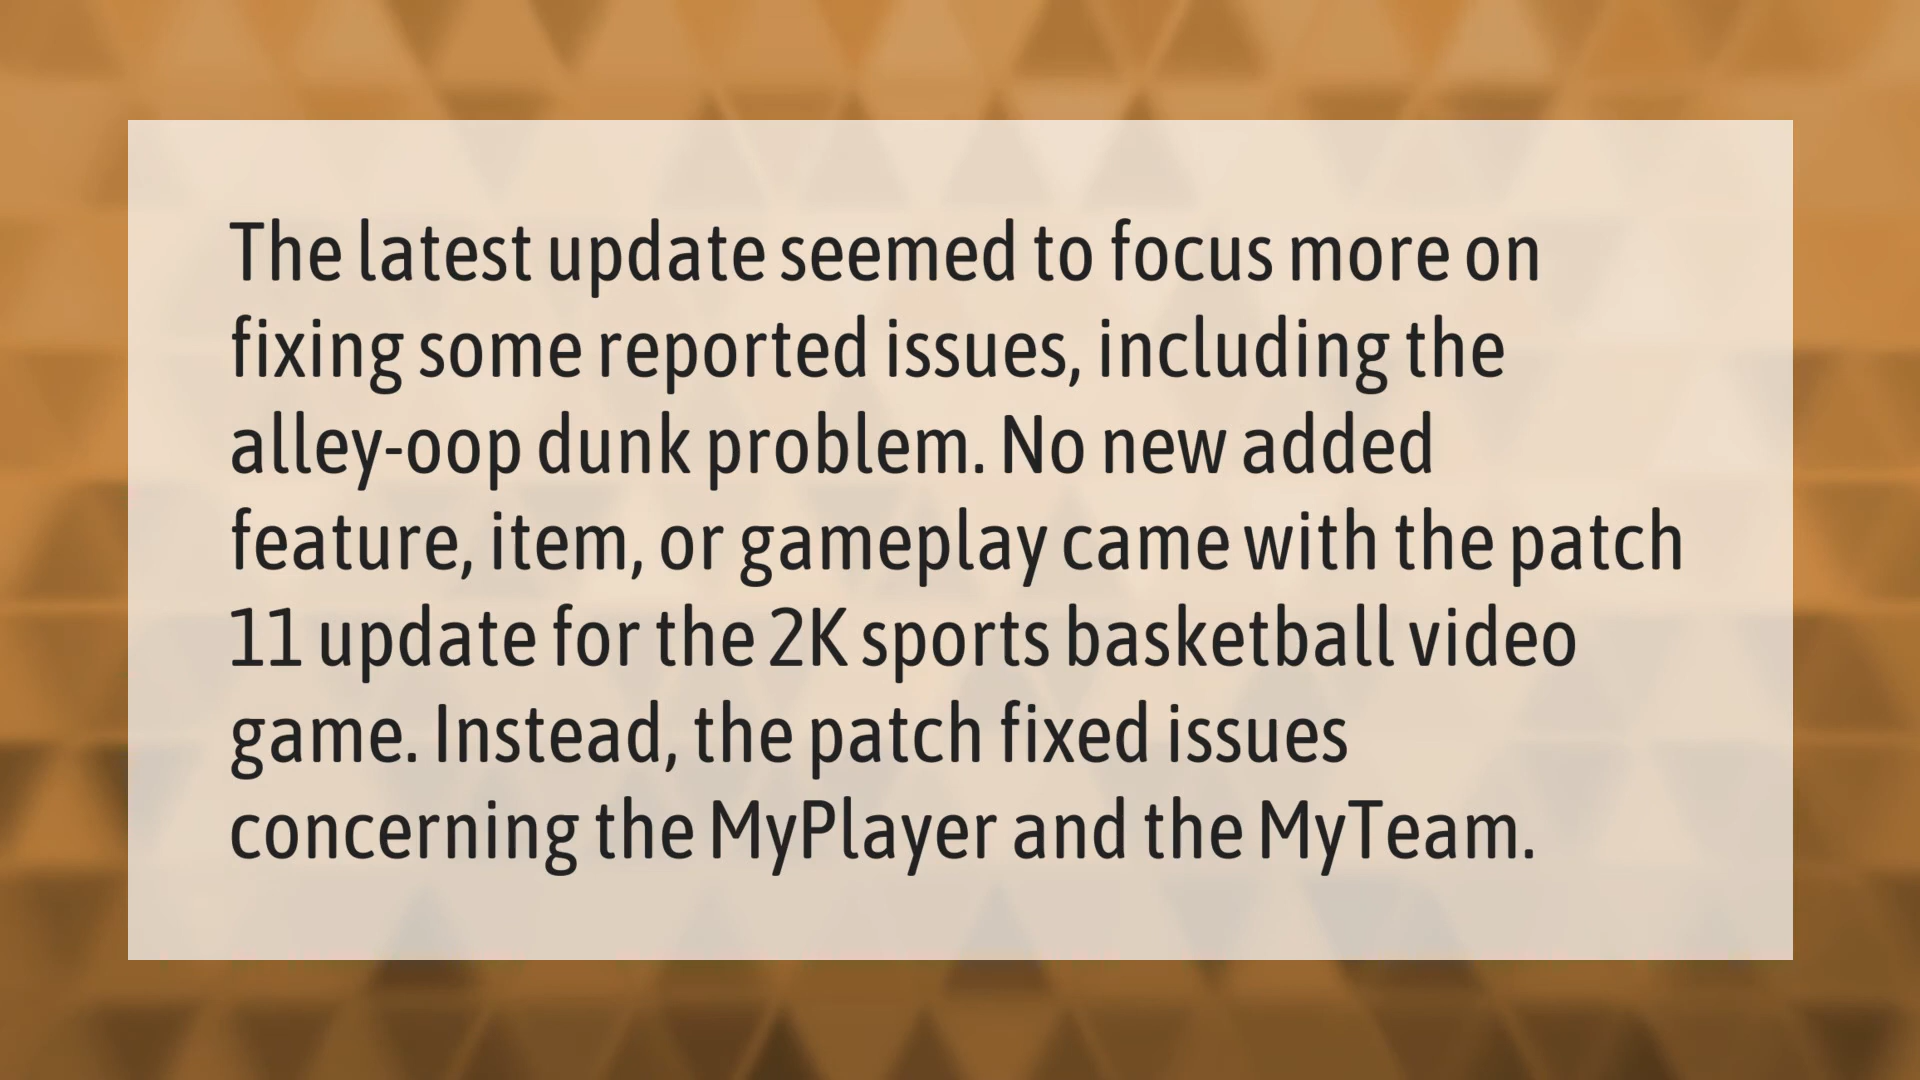 The latest update seemed to focus more on
fixing some reported issues, including the
alley-oop dunk problem. No new added
feature, item, or gameplay came with the patch
11 update for the 2K sports basketball video
game. Instead, the patch fixed issues
concerning the MyPlayer and the MyTeam.